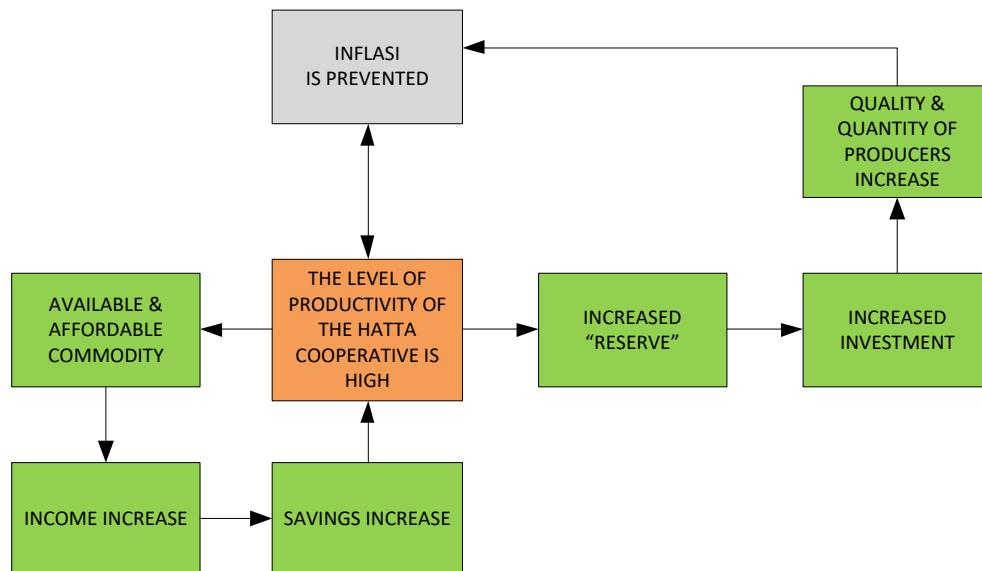 INFLASI
IS PREVENTED
QUALITY &
QUANTITY OF
PRODUCERS
INCREASE
AVAILABLE &
AFFORDABLE
COMMODITY
THE LEVEL OF
PRODUCTIVITY OF
THE HATTA
COOPERATIVE IS
HIGH
INCREASED
“RESERVE”
INCREASED
INVESTMENT
INCOME INCREASE
SAVINGS INCREASE